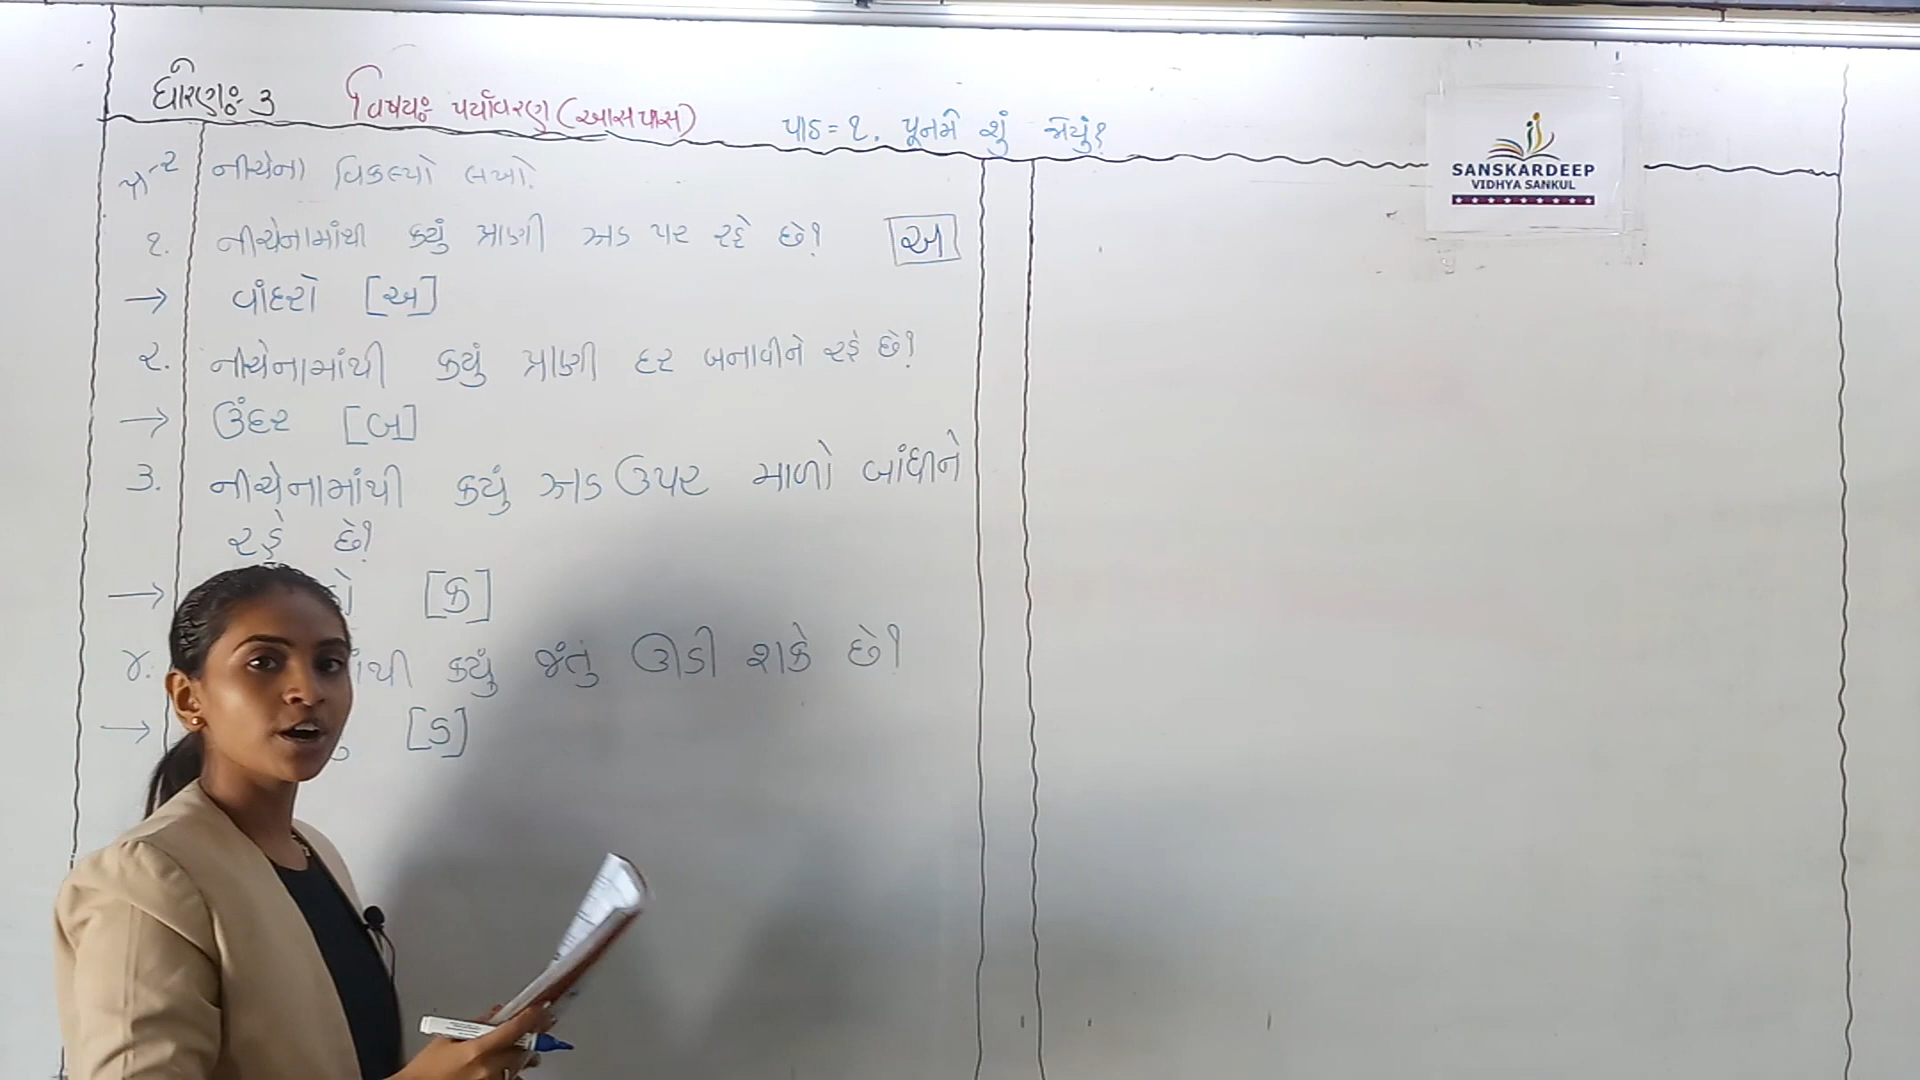 ધોરણઃ ૩ વિષયઃ પર્યાવરણ (આસપાસ) પાઠ = ૧. પૂનમે શું જોયું?
પ્ર-૨ નીચેના વિકલ્પો લખો.
૧. નીચેનામાંથી કયું પ્રાણી ઝાડ પર રહે છે? અ
→ વાંદરો [અ]
૨. નીચેનામાંથી કયું પ્રાણી દર બનાવીને રહે છે?
→ ઉંદર [બ]
૩. નીચેનામાંથી કયું ઝાડ ઉપર માળો બાંધીને
રહે છે?
→ [ક]
૪. કયું જંતુ ઊડી શકે છે?
→ [ડ]
SANSKARDEEP
VIDHYA SANKUL